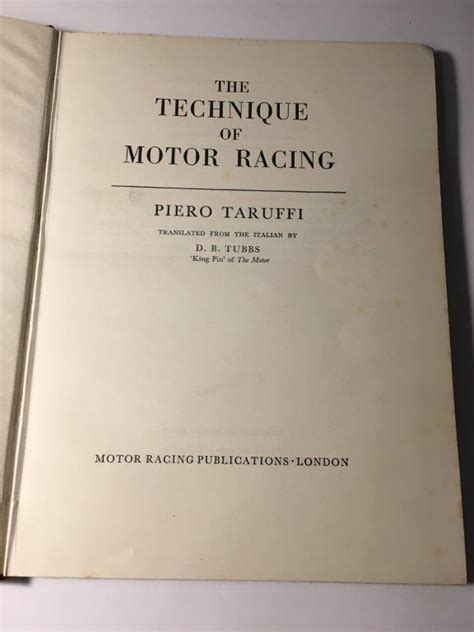 THE
TECHNIQUE
OF
MOTOR RACING
PIERO TARUFFI
TRANSLATED FROM THE ITALIAN BY
D. B. TUBBS
'King Pin' of The Motor
MOTOR RACING PUBLICATIONS · LONDON